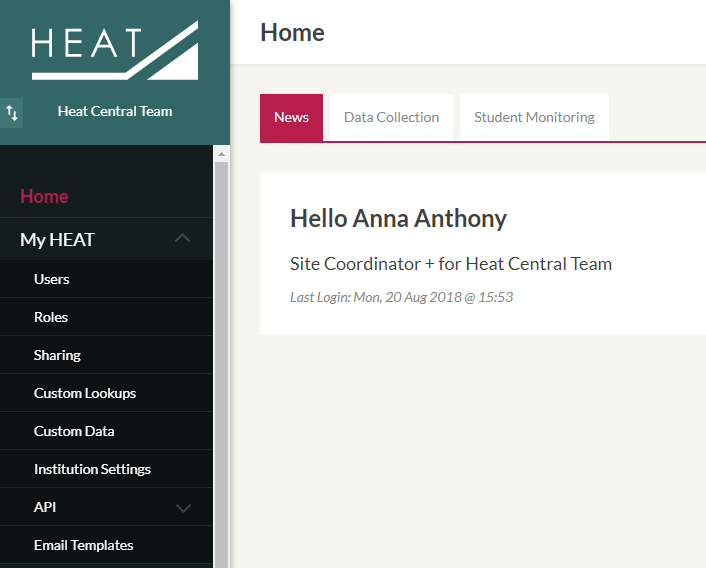 HEAT
Heat Central Team
Home
My HEAT
Users
Roles
Sharing
Custom Lookups
Custom Data
Institution Settings
API
Email Templates
Home
News
Data Collection
Student Monitoring
Hello Anna Anthony
Site Coordinator + for Heat Central Team
Last Login: Mon, 20 Aug 2018 @ 15:53